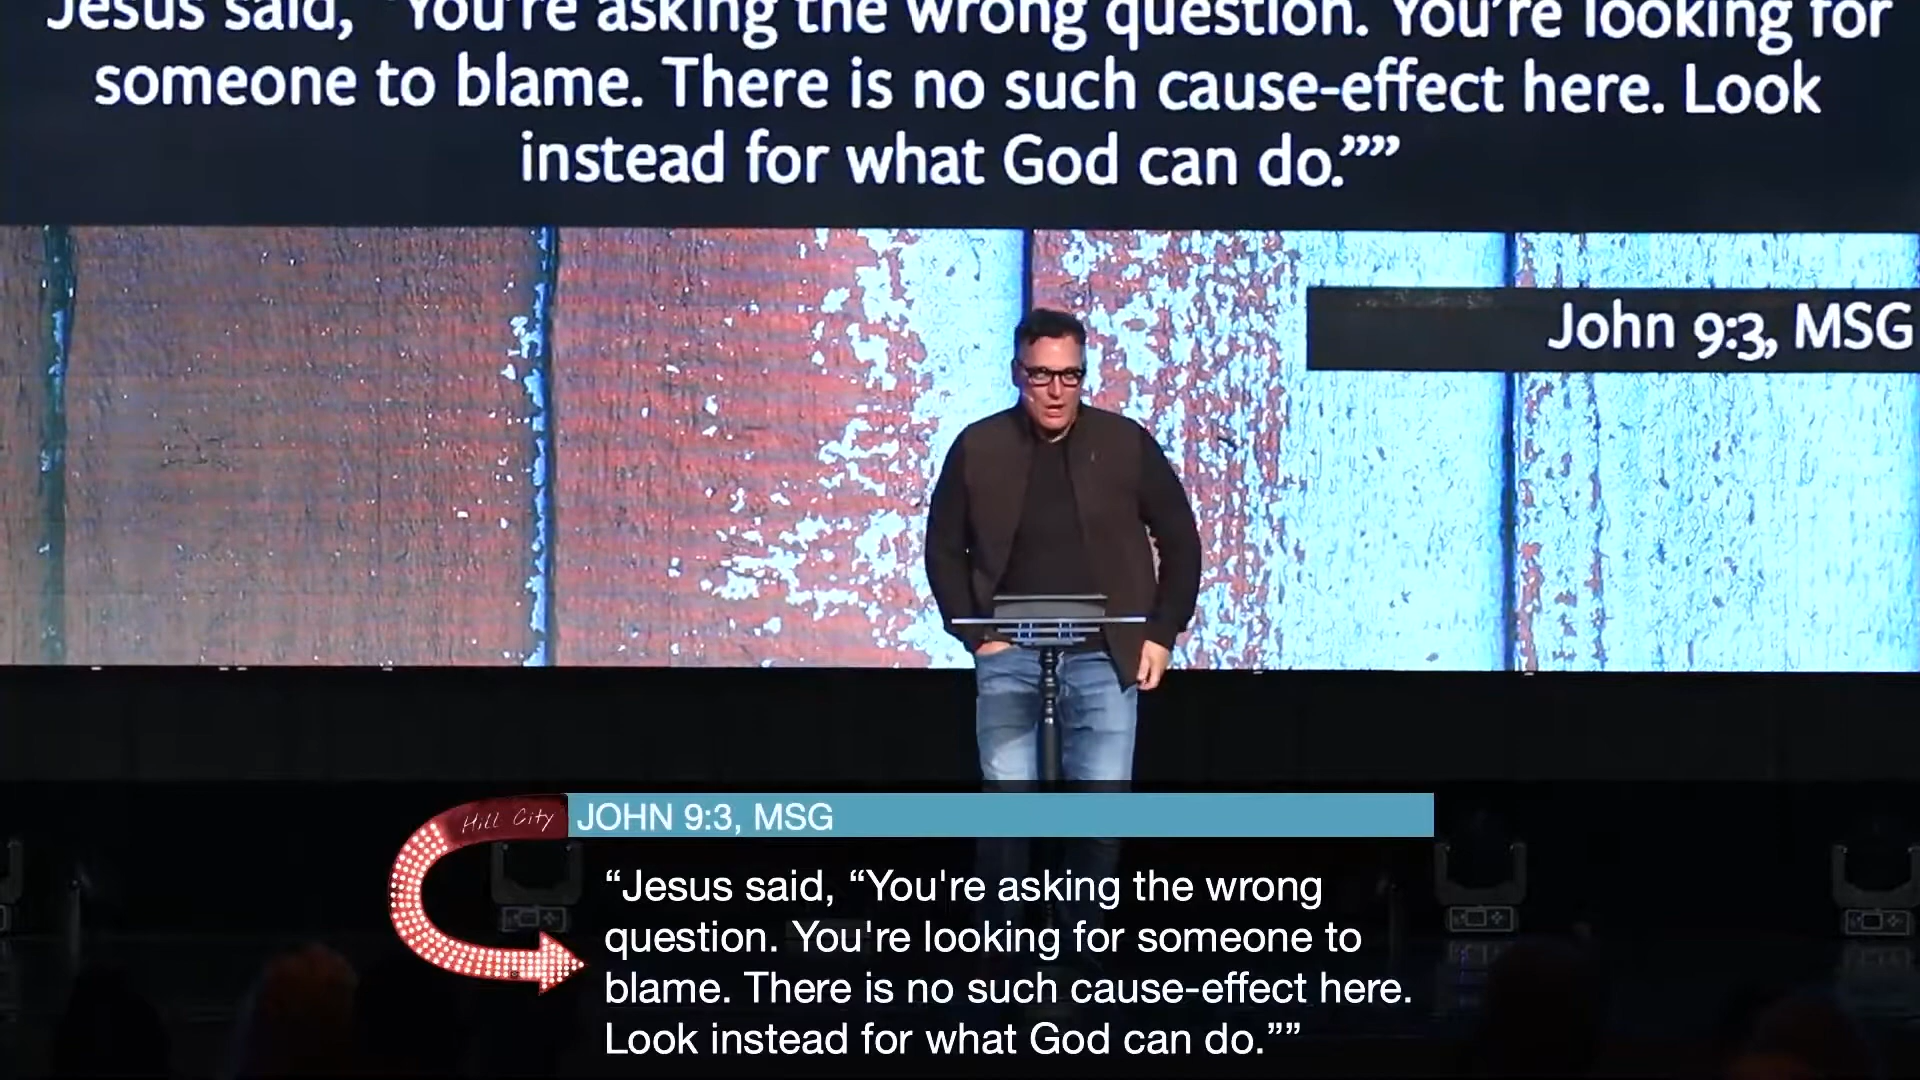 Jesus said, “You're asking the wrong question. You're looking for
someone to blame. There is no such cause-effect here. Look
instead for what God can do.””
John 9:3, MSG
Hill City
JOHN 9:3, MSG
“Jesus said, “You're asking the wrong
question. You're looking for someone to
blame. There is no such cause-effect here.
Look instead for what God can do.””